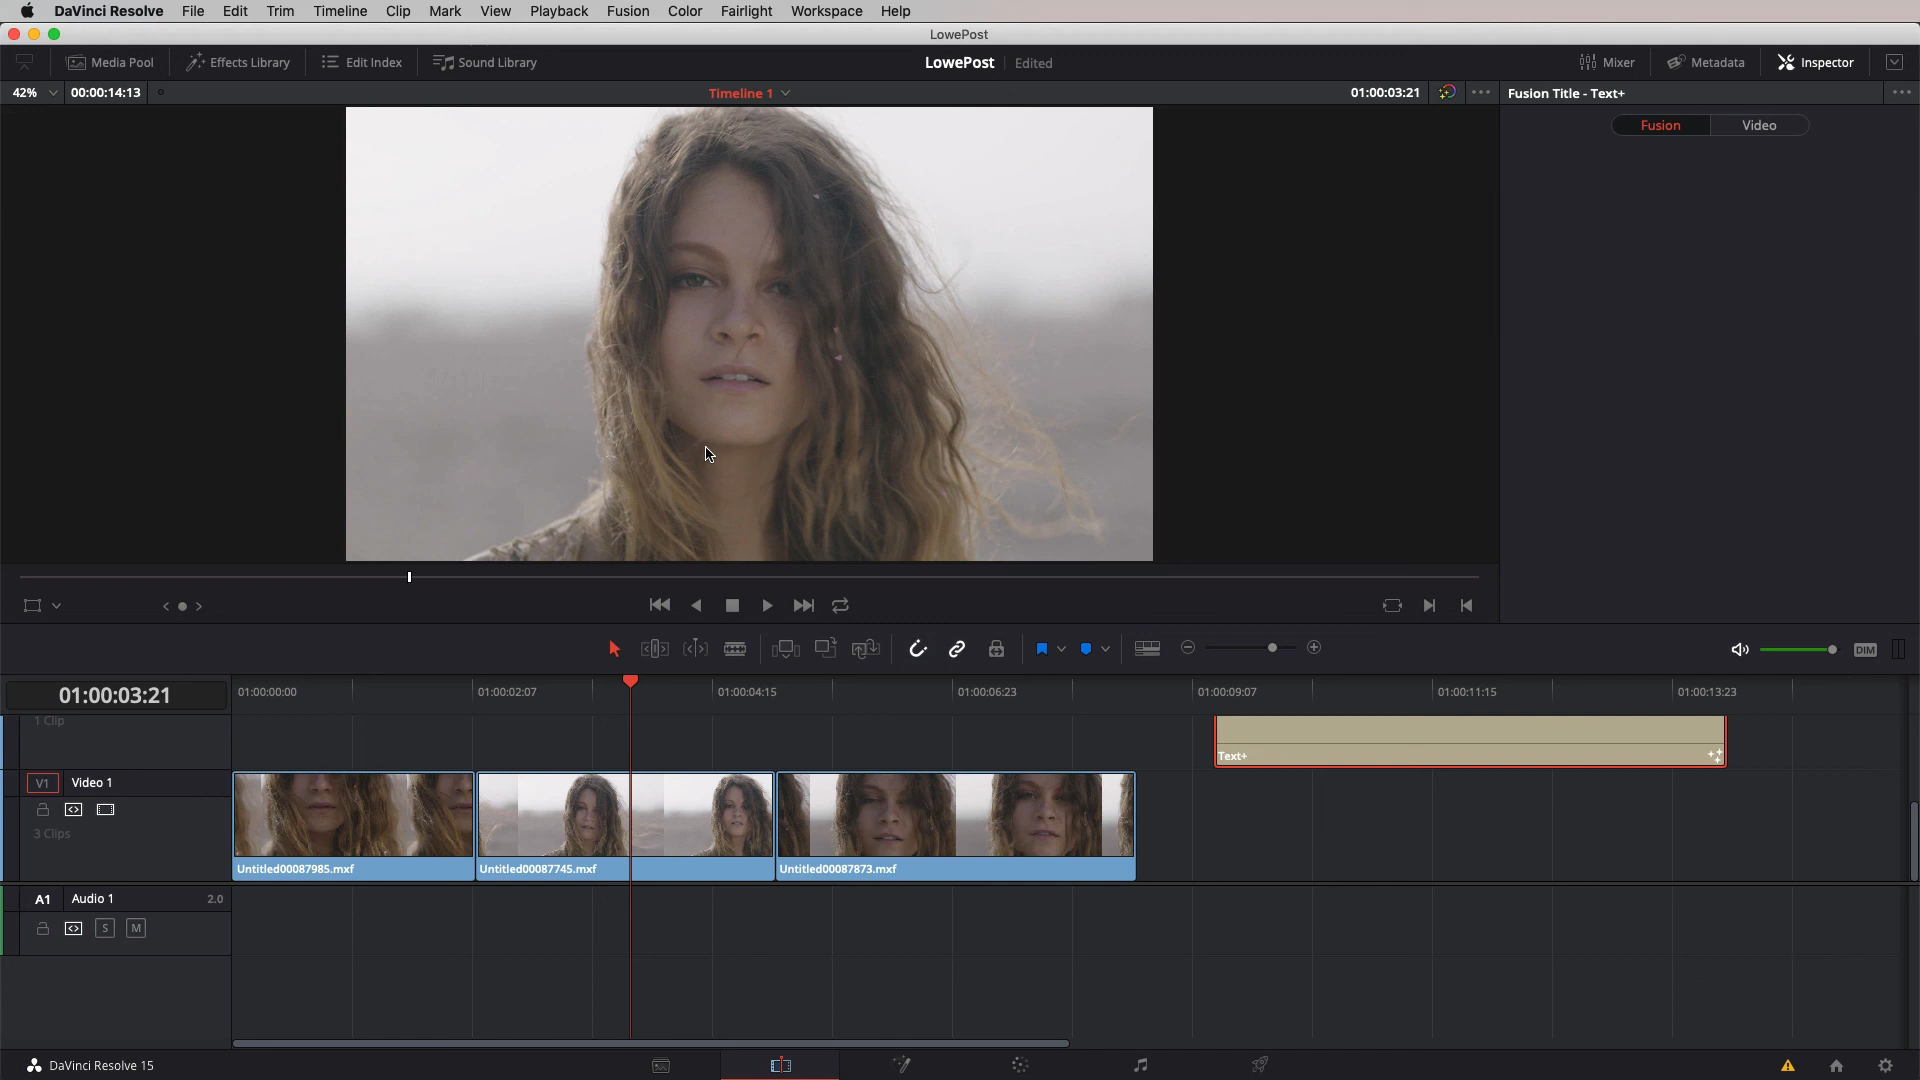 DaVinci Resolve File Edit Trim Timeline Clip Mark View Playback Fusion Color Fairlight Workspace Help
LowePost
Media Pool Effects Library Edit Index Sound Library LowePost Edited Mixer Metadata Inspector
42% 00:00:14:13 Timeline 1 01:00:03:21 Fusion Title - Text+
Fusion Video
DIM
01:00:03:21 01:00:00:00 01:00:02:07 01:00:04:15 01:00:06:23 01:00:09:07 01:00:11:15 01:00:13:23
1 Clip
Text+
V1 Video 1
3 Clips
Untitled00087985.mxf Untitled00087745.mxf Untitled00087873.mxf
A1 Audio 1 2.0
S M
DaVinci Resolve 15